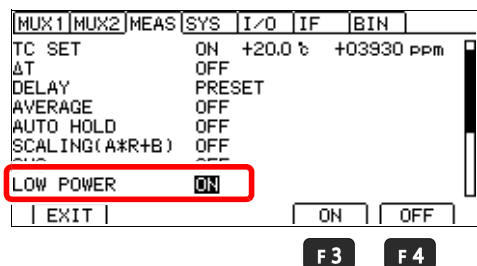 MUX1 MUX2 MEAS SYS I/O IF BIN
TC SET ON +20.0 ℃ +03930 ppm
ΔT OFF
DELAY PRESET
AVERAGE OFF
AUTO HOLD OFF
SCALING(A*R+B) OFF
LOW POWER ON
EXIT ON OFF
F3 F4